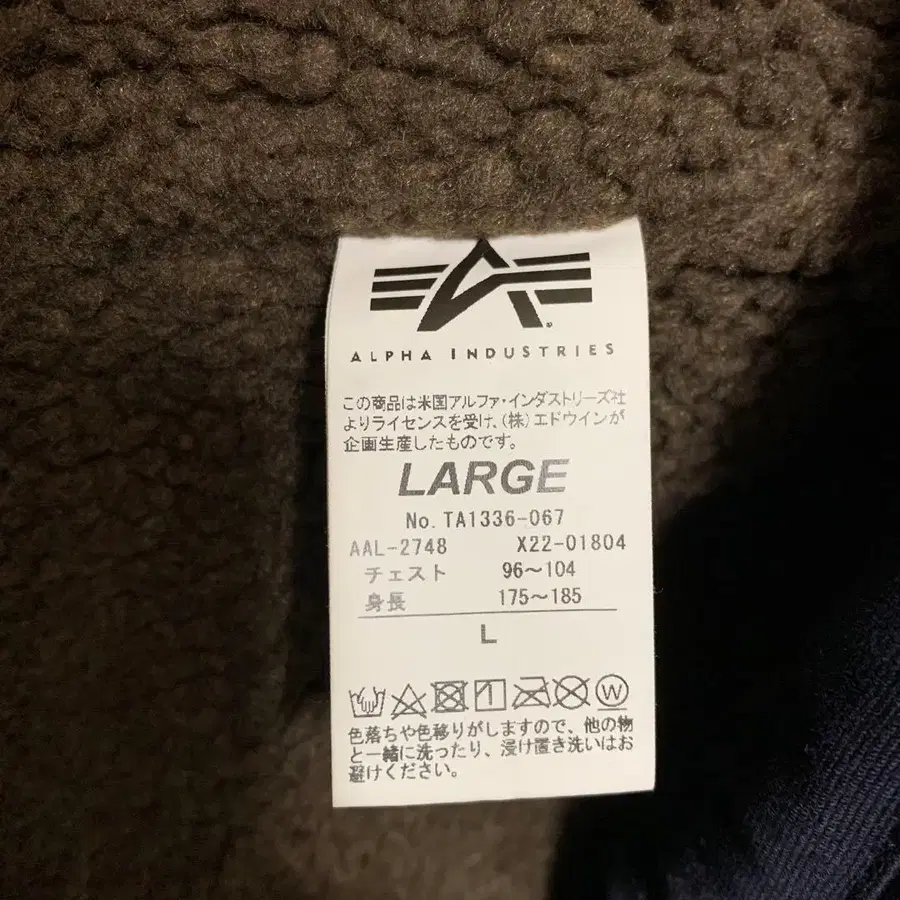 ALPHA INDUSTRIES
この商品は米国アルファ・インダストリーズ社
よりライセンスを受け、(株)エドウインが
企画生産したものです。
LARGE
No. TA1336-067
AAL-2748 X22-01804
チェスト 96～104
身長 175～185
L
W
色落ちや色移りがしますので、他の物
と一緒に洗ったり、浸け置き洗いはお
避けください。